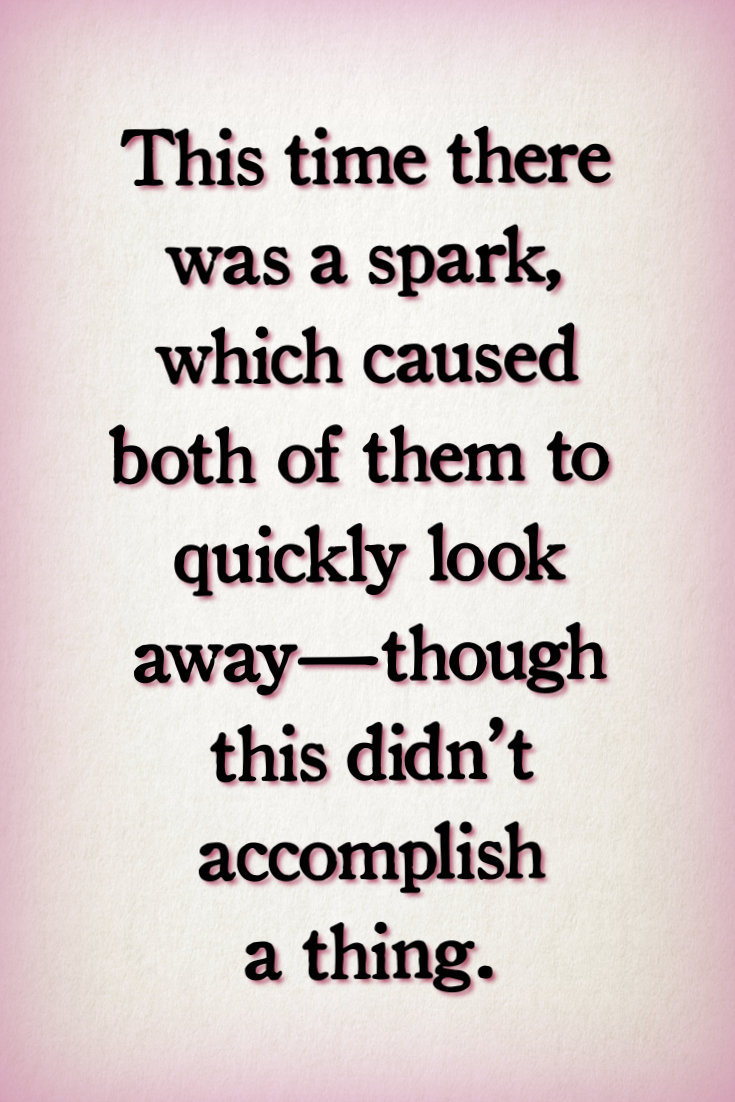 This time there
was a spark,
which caused
both of them to
quickly look
away—though
this didn’t
accomplish
a thing.